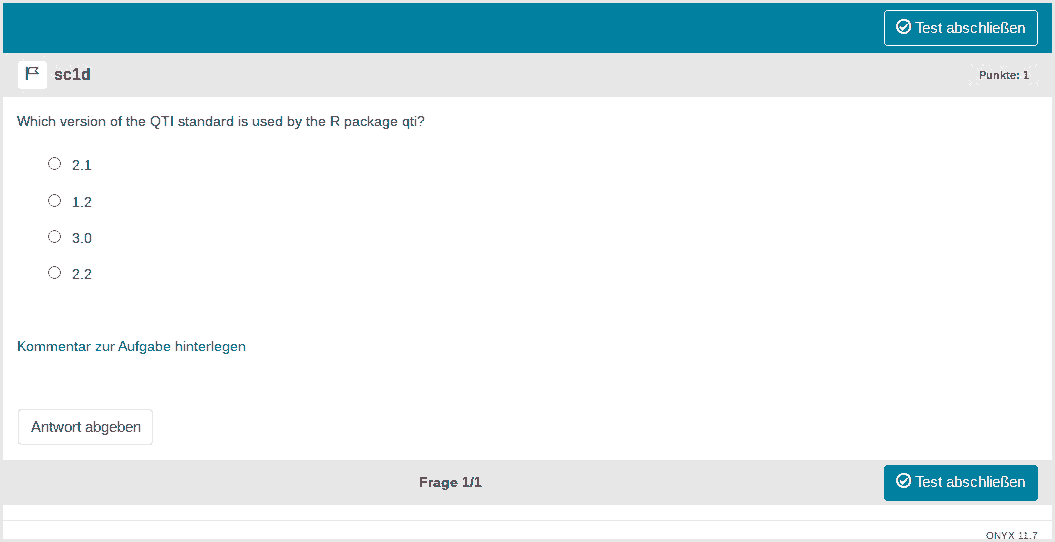 Test abschließen
sc1d
Punkte: 1
Which version of the QTI standard is used by the R package qti?
2.1
1.2
3.0
2.2
Kommentar zur Aufgabe hinterlegen
Antwort abgeben
Frage 1/1
Test abschließen
ONYX 11.7